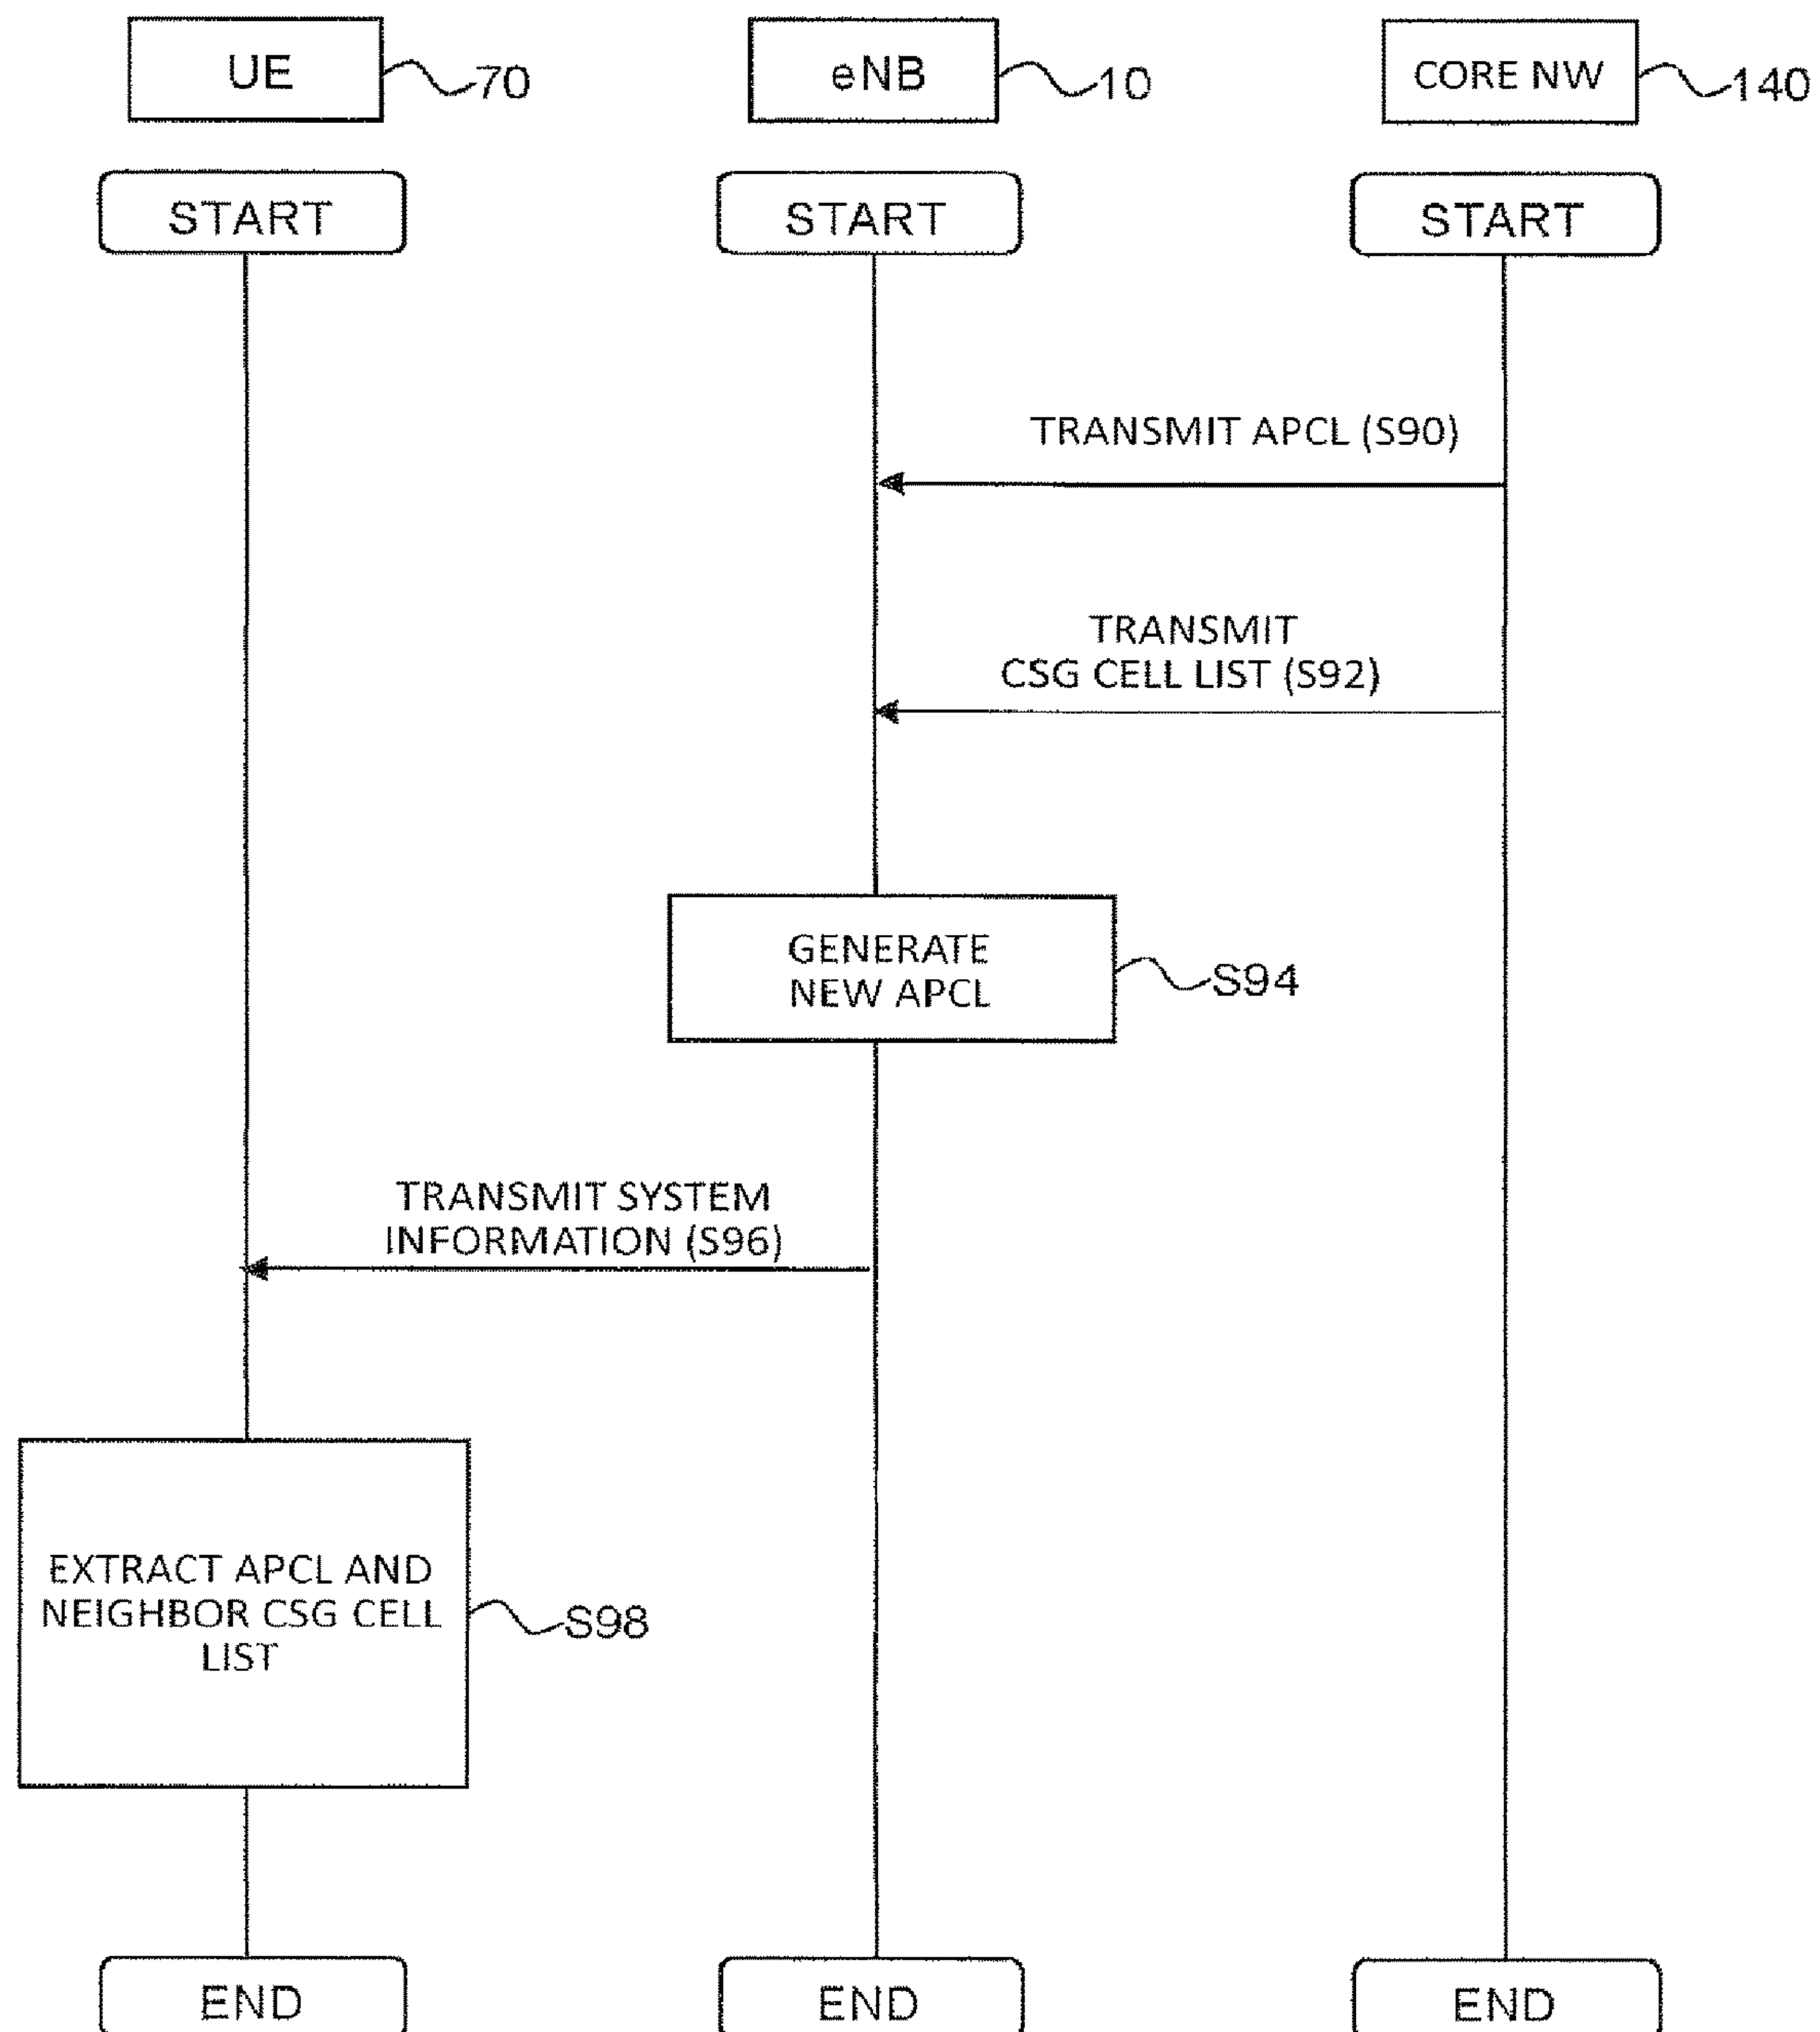 UE
70
eNB
10
CORE NW
140
START
START
START
TRANSMIT APCL (S90)
TRANSMIT
CSG CELL LIST (S92)
GENERATE
NEW APCL
S94
TRANSMIT SYSTEM
INFORMATION (S96)
EXTRACT APCL AND
NEIGHBOR CSG CELL
LIST
S98
END
END
END